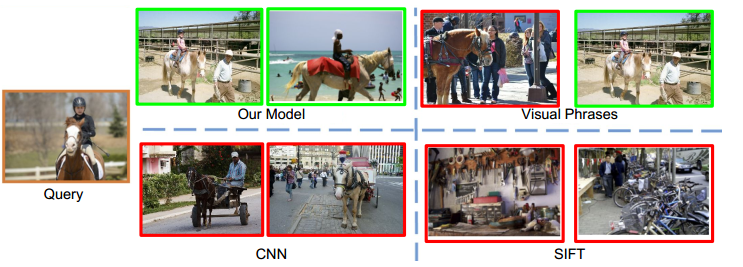 Our Model
Visual Phrases
Query
CNN
SIFT